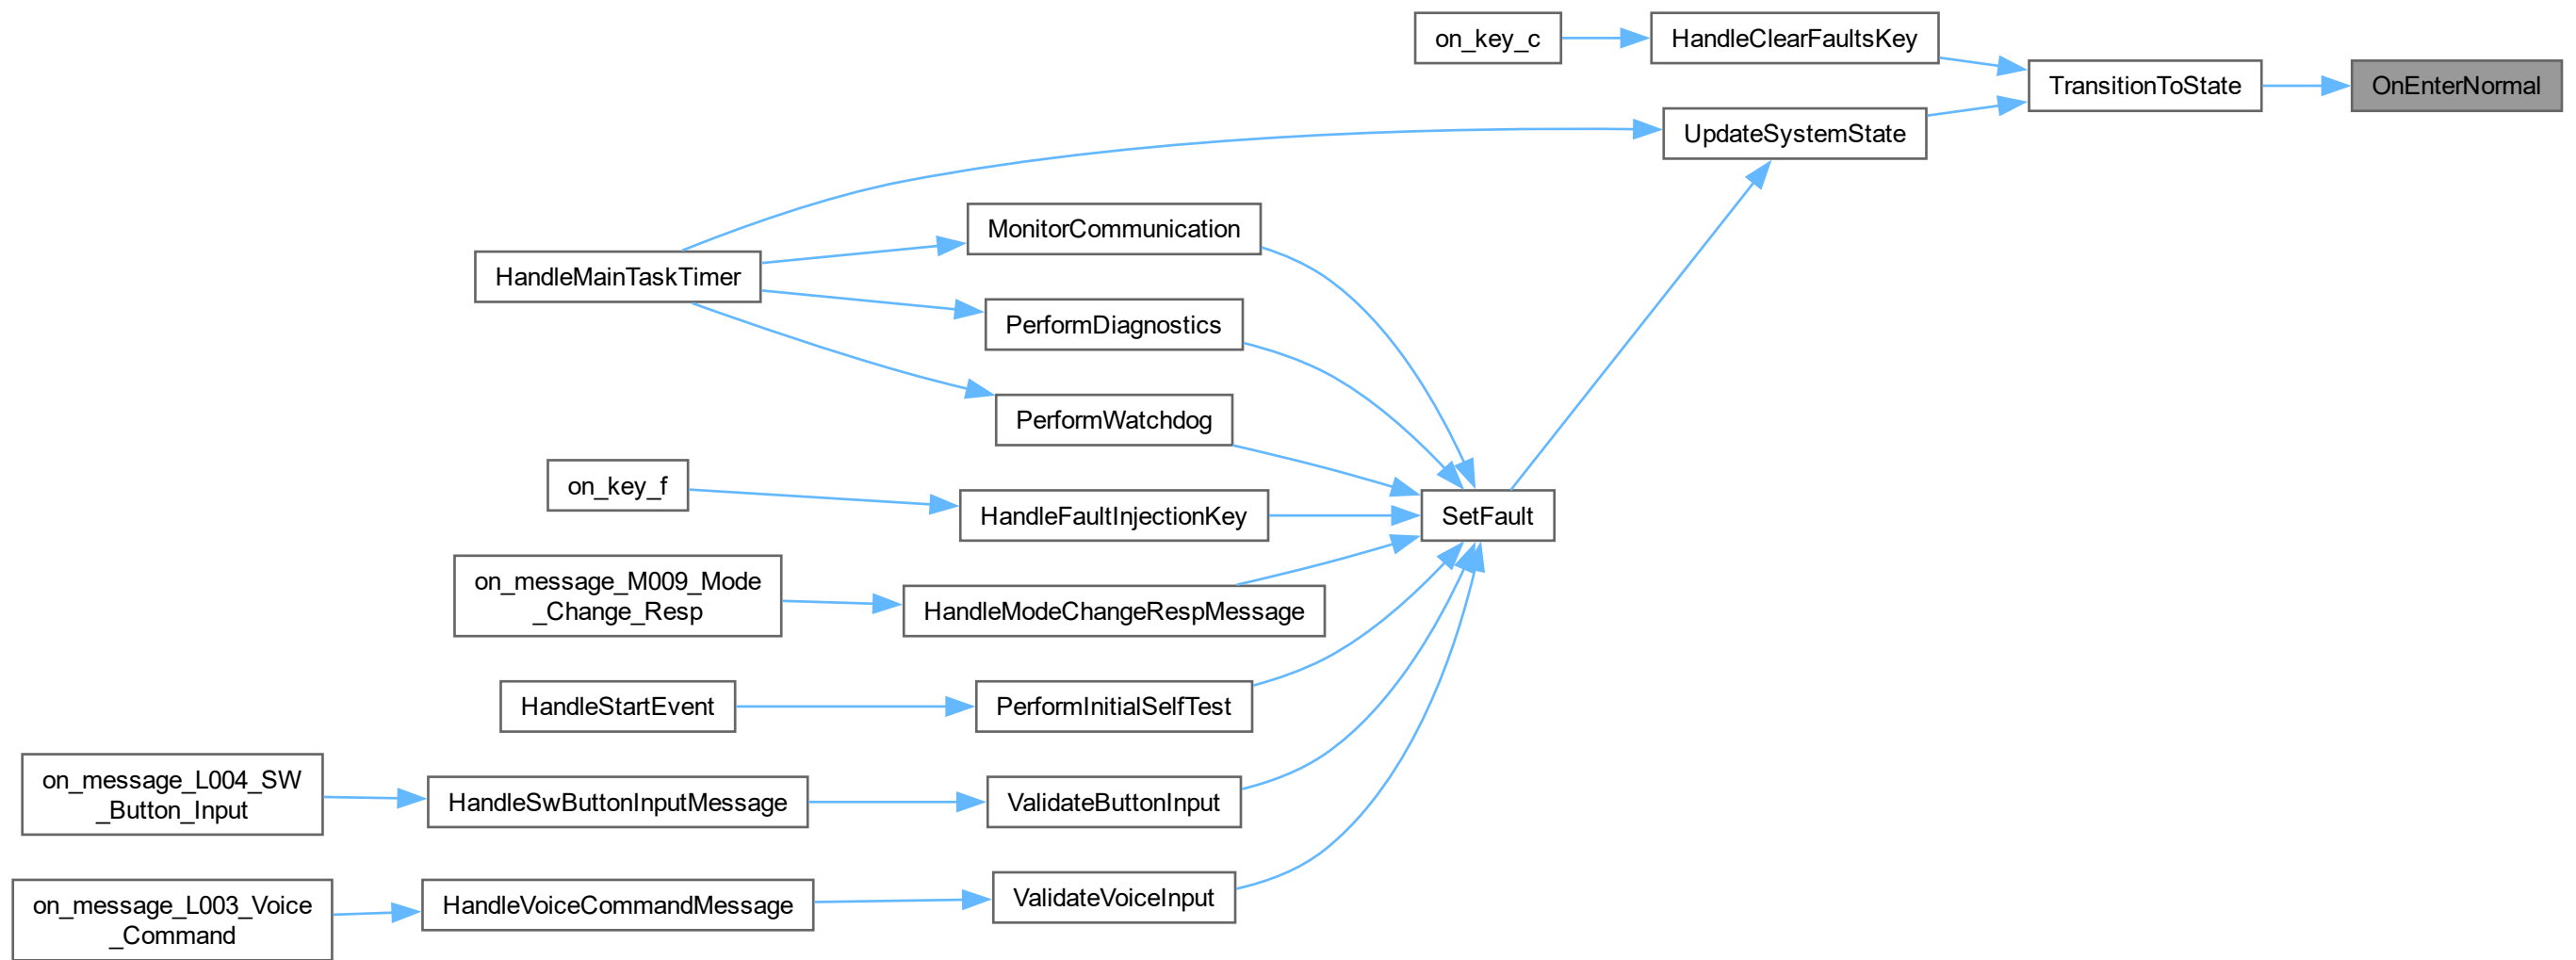 on_key_c
HandleClearFaultsKey
TransitionToState
OnEnterNormal
UpdateSystemState
MonitorCommunication
HandleMainTaskTimer
PerformDiagnostics
PerformWatchdog
on_key_f
HandleFaultInjectionKey
SetFault
on_message_M009_Mode
_Change_Resp
HandleModeChangeRespMessage
HandleStartEvent
PerformInitialSelfTest
on_message_L004_SW
_Button_Input
HandleSwButtonInputMessage
ValidateButtonInput
on_message_L003_Voice
_Command
HandleVoiceCommandMessage
ValidateVoiceInput